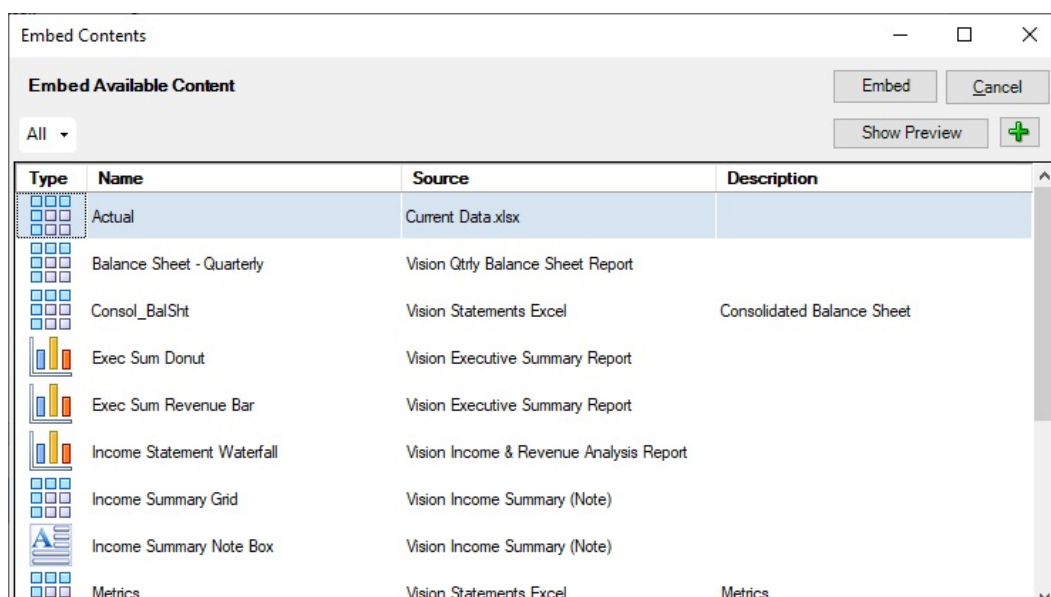 Embed Contents
Embed Available Content
Embed
Cancel
All
Show Preview
Type Name Source Description
Actual Current Data.xlsx
Balance Sheet - Quarterly Vision Qtrly Balance Sheet Report
Consol_BalSht Vision Statements Excel Consolidated Balance Sheet
Exec Sum Donut Vision Executive Summary Report
Exec Sum Revenue Bar Vision Executive Summary Report
Income Statement Waterfall Vision Income & Revenue Analysis Report
Income Summary Grid Vision Income Summary (Note)
Income Summary Note Box Vision Income Summary (Note)
Metrics Vision Statements Excel Metrics